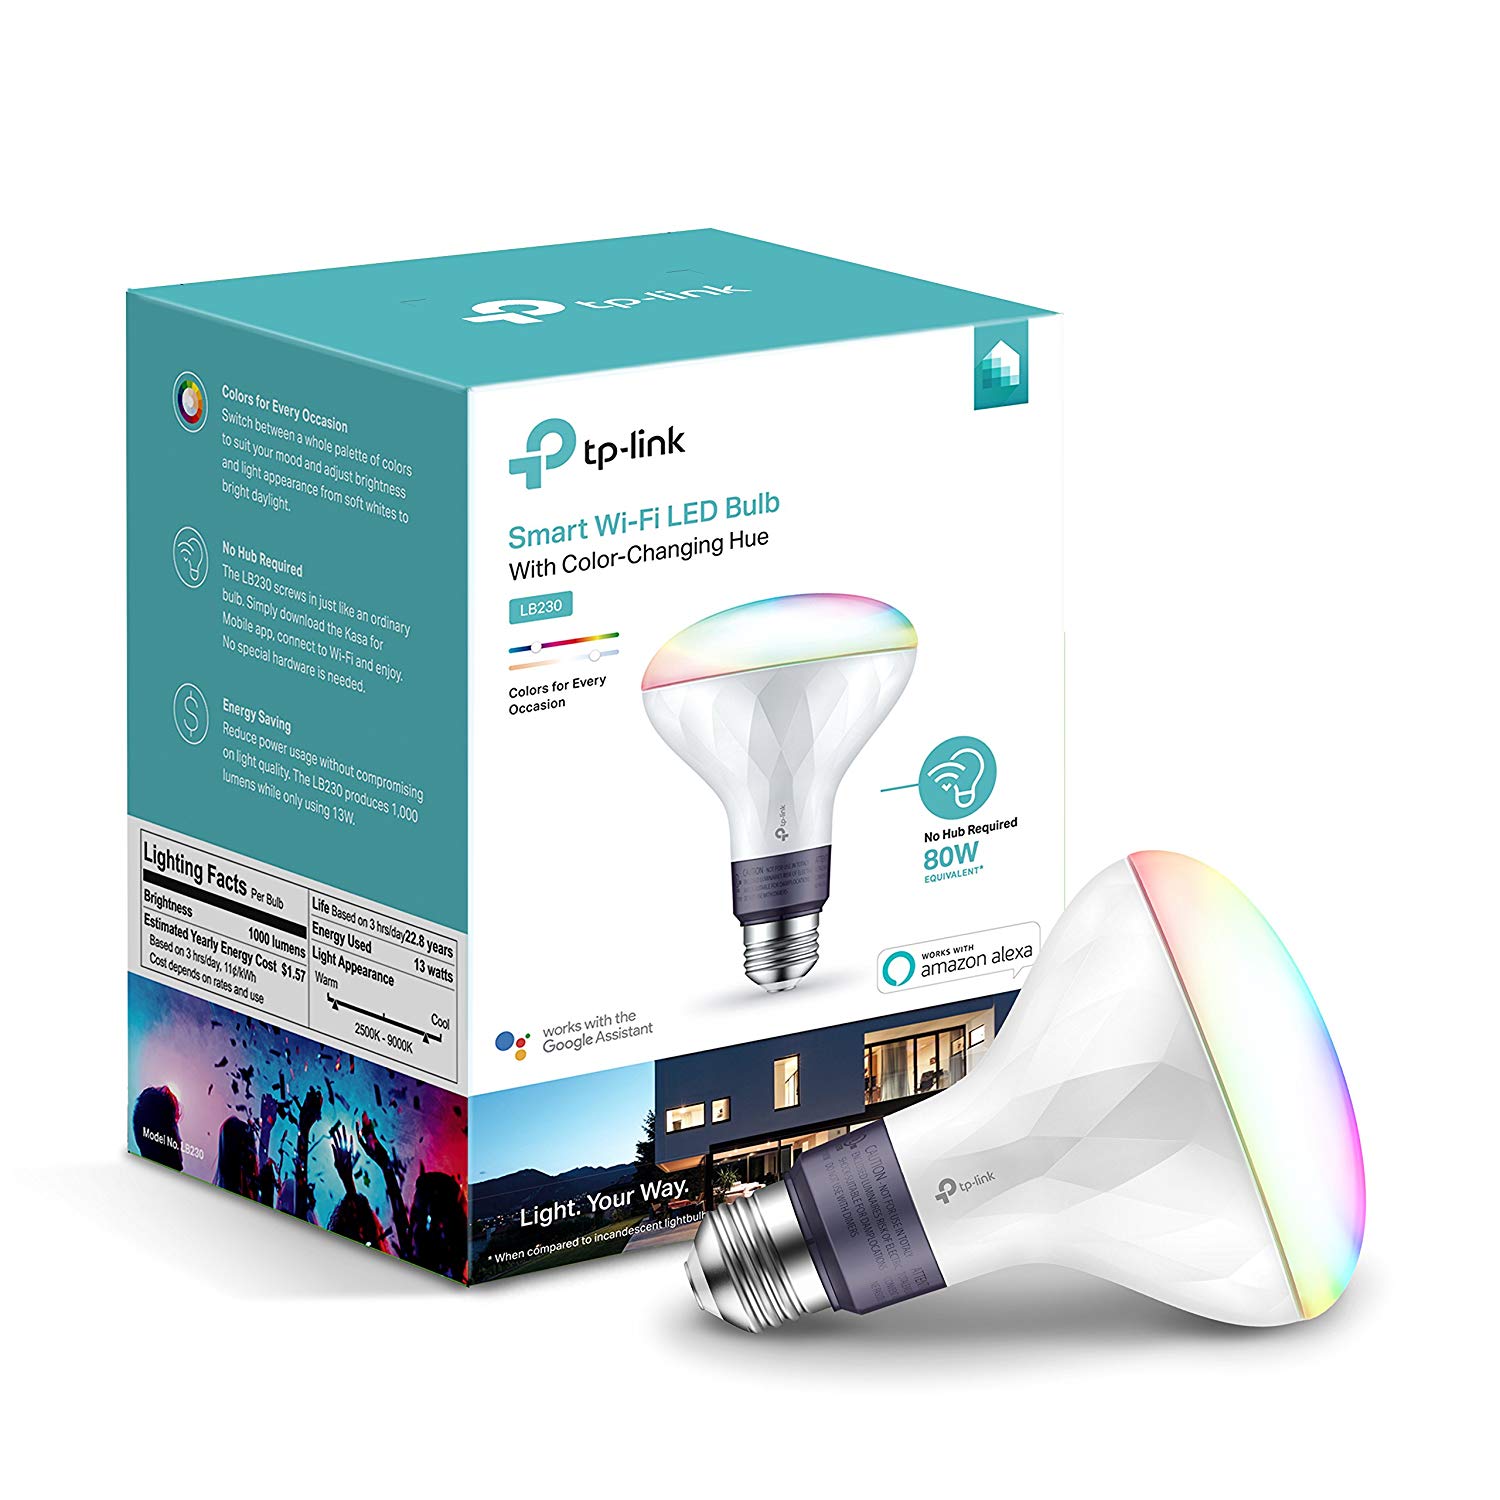 tp-link
Colors for Every Occasion
Switch between a whole palette of colors
to suit your mood and adjust brightness
and light appearance from soft whites to
bright daylight.
No Hub Required
The LB230 screws in just like an ordinary
bulb. Simply download the Kasa for
Mobile app, connect to Wi-Fi and enjoy.
No special hardware is needed.
Energy Saving
Reduce power usage without compromising
on light quality. The LB230 produces 1,000
lumens while only using 13W.
Lighting Facts Per Bulb
Brightness
1000 lumens
Estimated Yearly Energy Cost $1.57
Based on 3 hrs/day, 11¢/kWh
Cost depends on rates and use
Life Based on 3 hrs/day 22.8 years
Energy Used
13 watts
Light Appearance
Warm
Cool
2500K - 9000K
Model No. LB230
tp-link
Smart Wi-Fi LED Bulb
With Color-Changing Hue
LB230
Colors for Every
Occasion
tp-link
No Hub Required
80W
EQUIVALENT*
WORKS WITH
amazon alexa
works with the
Google Assistant
Light. Your Way.
* When compared to incandescent lightbulb
tp-link
CAUTION NOT FOR USE IN TOTALLY